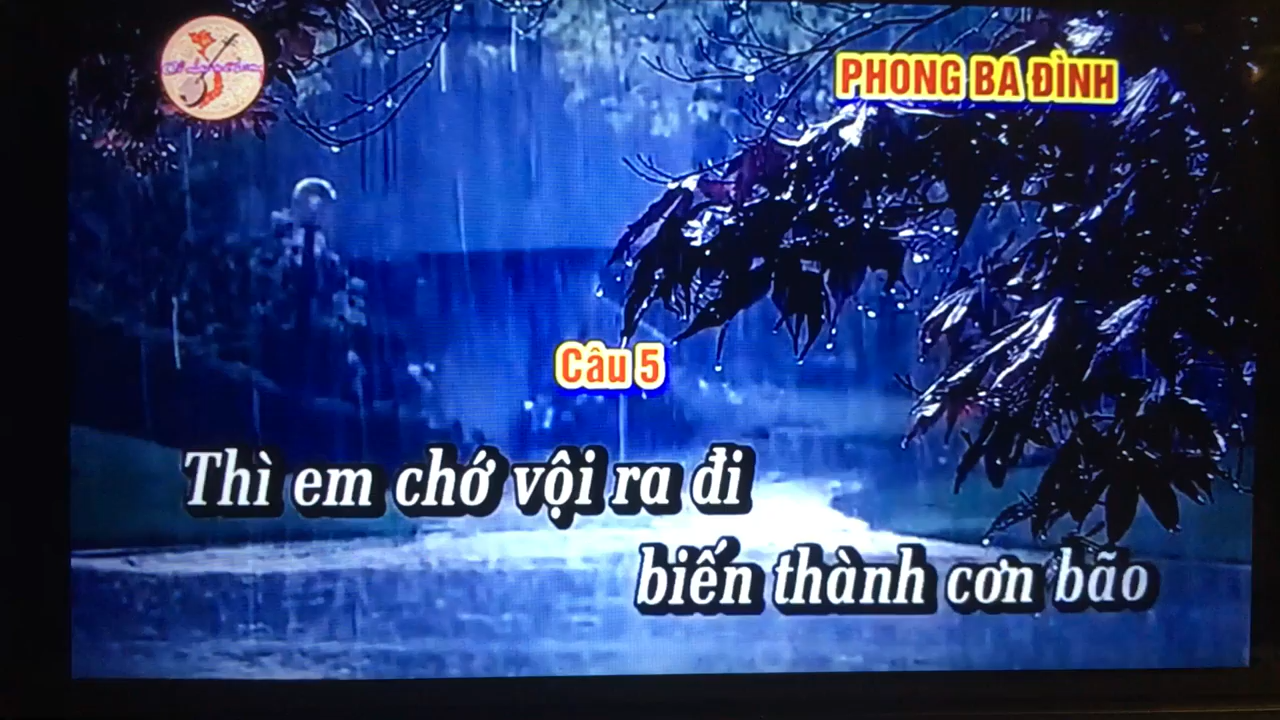 PHONG BA ĐÌNH
Câu 5
Thì em chớ vội ra đi
biến thành cơn bão